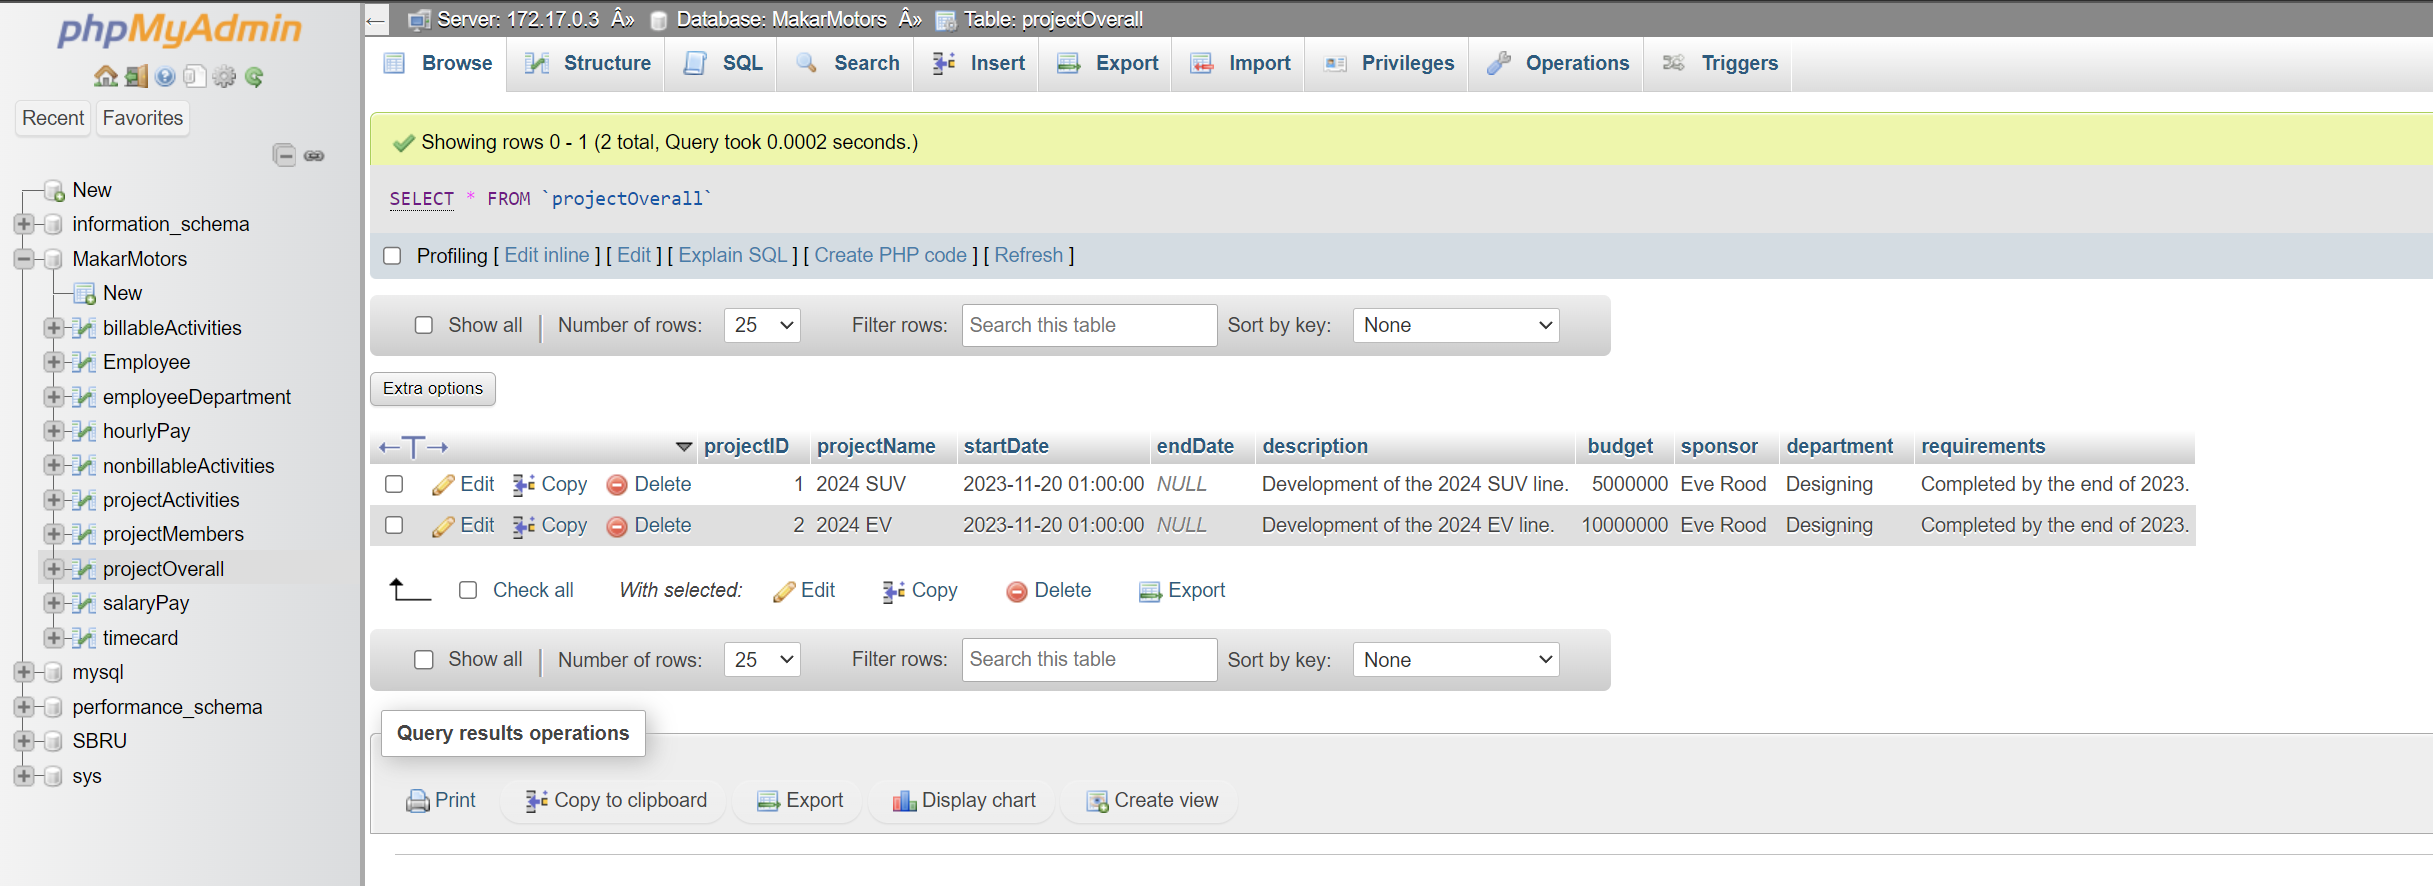 phpMyAdmin
Recent Favorites
New
information_schema
MakarMotors
New
billableActivities
Employee
employeeDepartment
hourlyPay
nonbillableActivities
projectActivities
projectMembers
projectOverall
salaryPay
timecard
mysql
performance_schema
SBRU
sys
Server: 172.17.0.3 Â» Database: MakarMotors Â» Table: projectOverall
Browse Structure SQL Search Insert Export Import Privileges Operations Triggers
Showing rows 0 - 1 (2 total, Query took 0.0002 seconds.)
SELECT * FROM `projectOverall`
Profiling [ Edit inline ] [ Edit ] [ Explain SQL ] [ Create PHP code ] [ Refresh ]
Show all | Number of rows: 25 Filter rows: Search this table Sort by key: None
Extra options
←T→ projectID projectName startDate endDate description budget sponsor department requirements
Edit Copy Delete 1 2024 SUV 2023-11-20 01:00:00 NULL Development of the 2024 SUV line. 5000000 Eve Rood Designing Completed by the end of 2023.
Edit Copy Delete 2 2024 EV 2023-11-20 01:00:00 NULL Development of the 2024 EV line. 10000000 Eve Rood Designing Completed by the end of 2023.
Check all With selected: Edit Copy Delete Export
Show all | Number of rows: 25 Filter rows: Search this table Sort by key: None
Query results operations
Print Copy to clipboard Export Display chart Create view